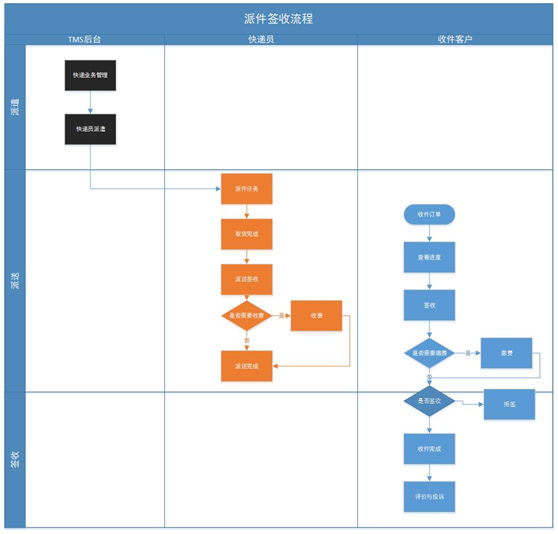 派件签收流程
TMS后台
快递员
收件客户
派遣
快递业务管理
快递员派遣
派送
派件任务
取货完成
派送签收
是否需要收费
是
收费
否
派送完成
收件订单
查看进度
签收
是否需要缴费
是
缴费
否
签收
是否签收
拒签
收件完成
评价与投诉